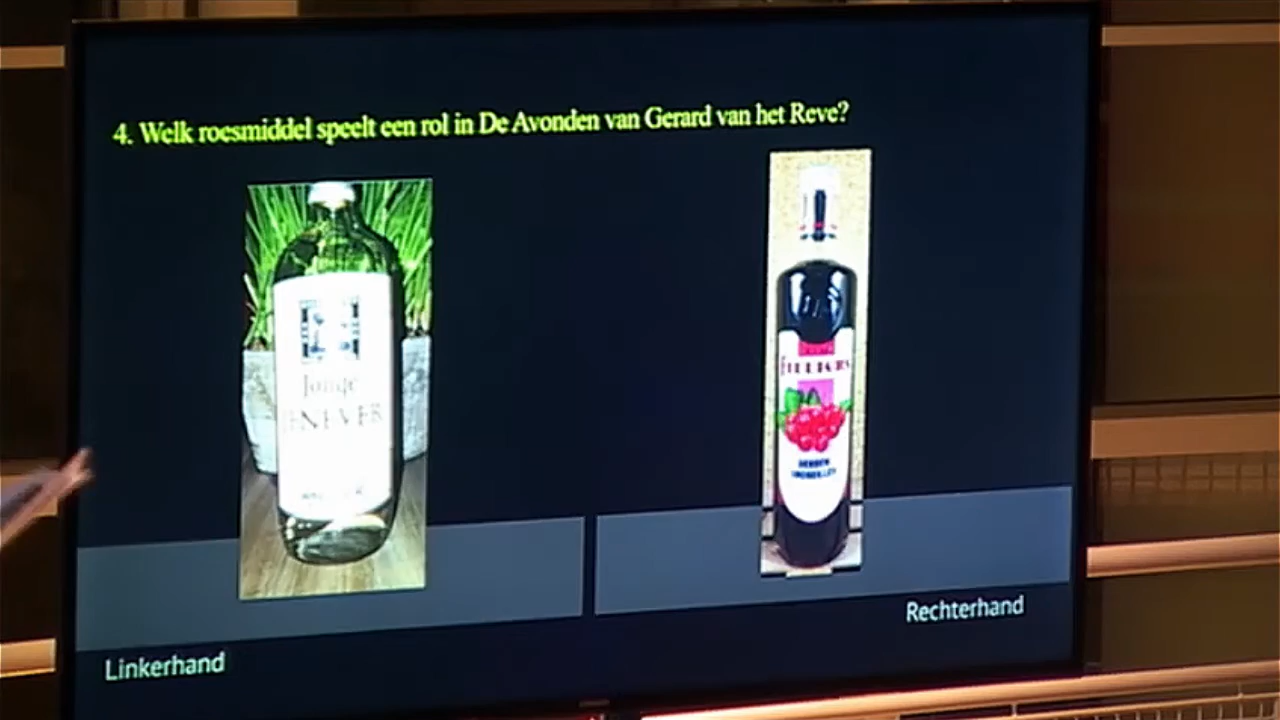 4. Welk roesmiddel speelt een rol in De Avonden van Gerard van het Reve?
Jonge
JENEVER
Linkerhand
Rechterhand